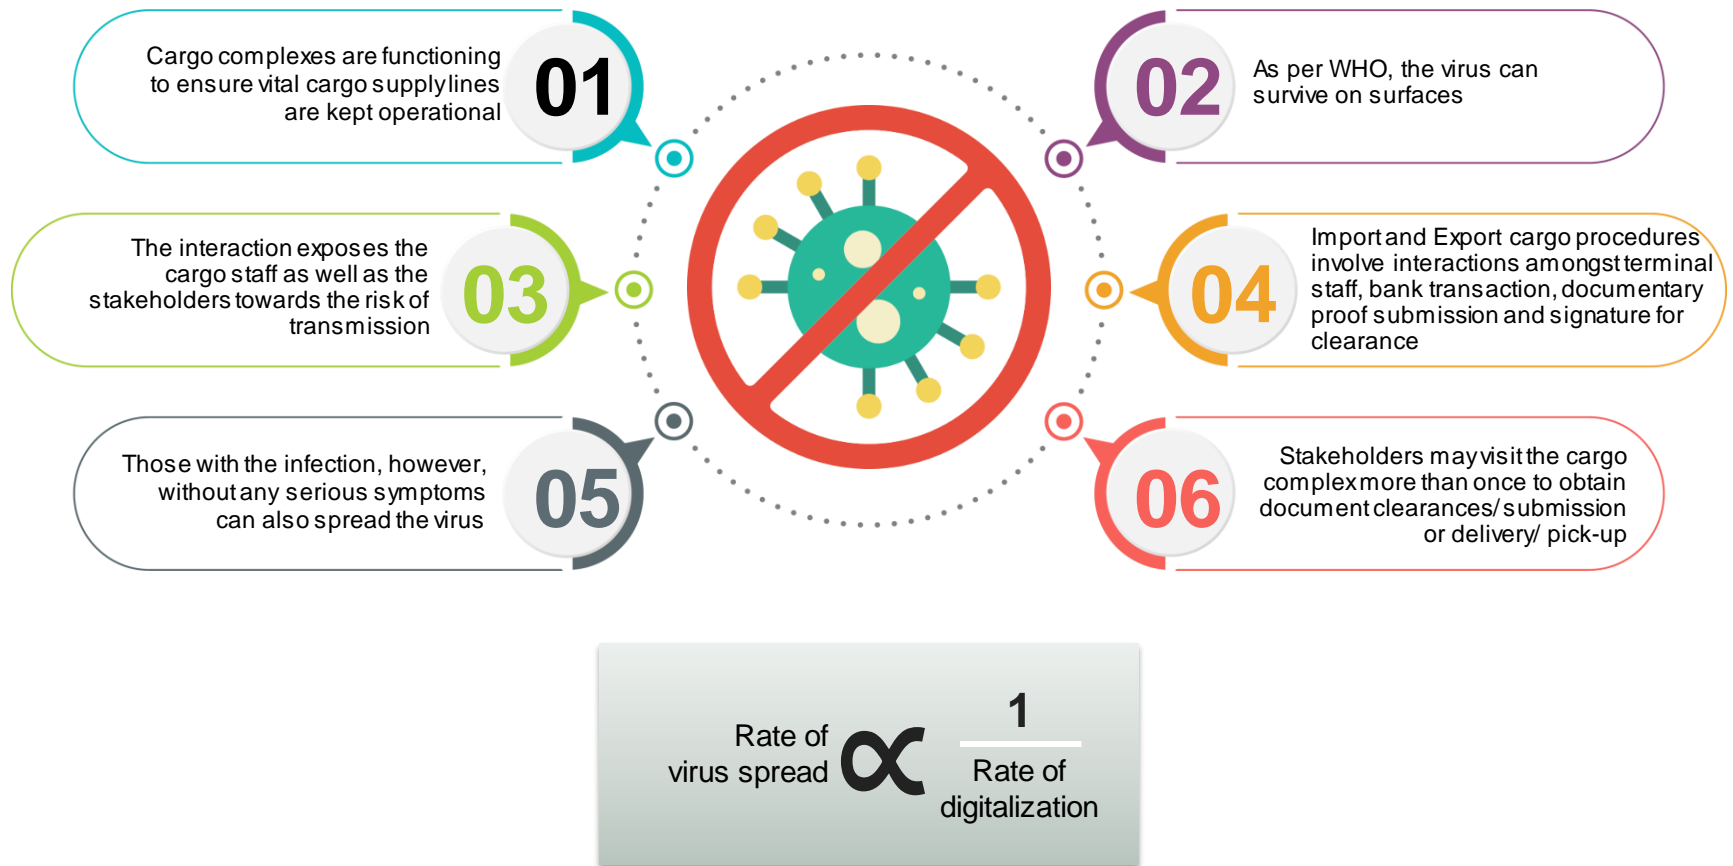 01
Cargo complexes are functioning
to ensure vital cargo supply lines
are kept operational
02
As per WHO, the virus can
survive on surfaces
03
The interaction exposes the
cargo staff as well as the
stakeholders towards the risk of
transmission
04
Import and Export cargo procedures
involve interactions amongst terminal
staff, bank transaction, documentary
proof submission and signature for
clearance
05
Those with the infection, however,
without any serious symptoms
can also spread the virus
06
Stakeholders may visit the cargo
complex more than once to obtain
document clearances/ submission
or delivery/ pick-up
Rate of
virus spread
∝
1
Rate of
digitalization